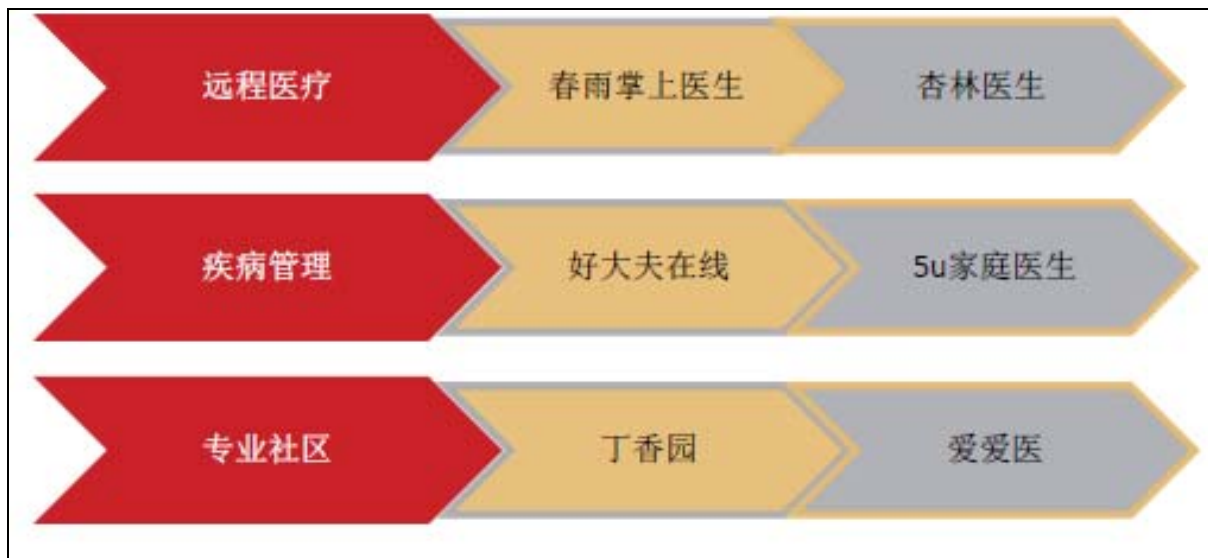 远程医疗 春雨掌上医生 杏林医生
疾病管理 好大夫在线 5u家庭医生
专业社区 丁香园 爱爱医